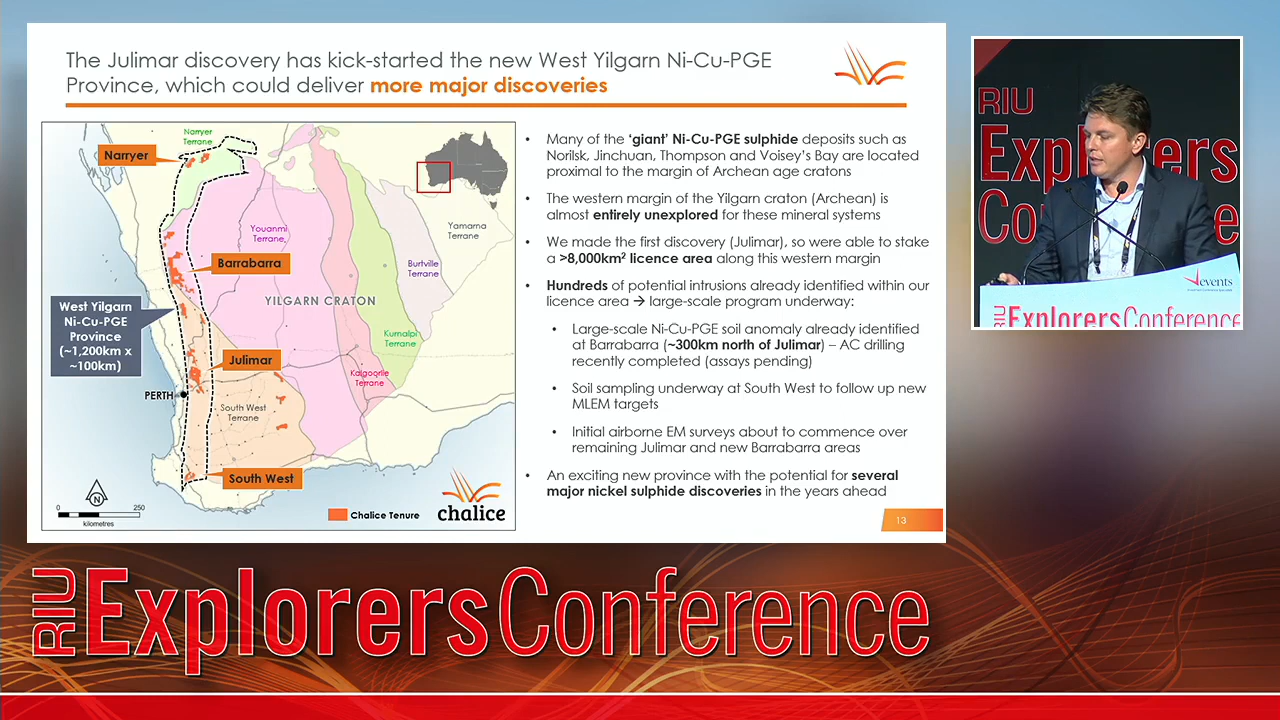 The Julimar discovery has kick-started the new West Yilgarn Ni-Cu-PGE
Province, which could deliver more major discoveries
Narryer
Terrane
Narryer
Youanmi
Terrane
Yamarna
Terrane
Burtville
Terrane
Barrabarra
YILGARN CRATON
West Yilgarn
Ni-Cu-PGE
Province
(~1,200km x
~100km)
Kurnalpi
Terrane
Julimar
Kalgoorlie
Terrane
PERTH
South West
Terrane
South West
N
0 250
kilometres
Chalice Tenure
chalice
• Many of the ‘giant’ Ni-Cu-PGE sulphide deposits such as
Norilsk, Jinchuan, Thompson and Voisey's Bay are located
proximal to the margin of Archean age cratons
• The western margin of the Yilgarn craton (Archean) is
almost entirely unexplored for these mineral systems
• We made the first discovery (Julimar), so were able to stake
a >8,000km² licence area along this western margin
• Hundreds of potential intrusions already identified within our
licence area → large-scale program underway:
• Large-scale Ni-Cu-PGE soil anomaly already identified
at Barrabarra (~300km north of Julimar) – AC drilling
recently completed (assays pending)
• Soil sampling underway at South West to follow up new
MLEM targets
• Initial airborne EM surveys about to commence over
remaining Julimar and new Barrabarra areas
• An exciting new province with the potential for several
major nickel sulphide discoveries in the years ahead
13
RIU
Explorers
Co
events
RIU
ExplorersConference
RIU
ExplorersConference